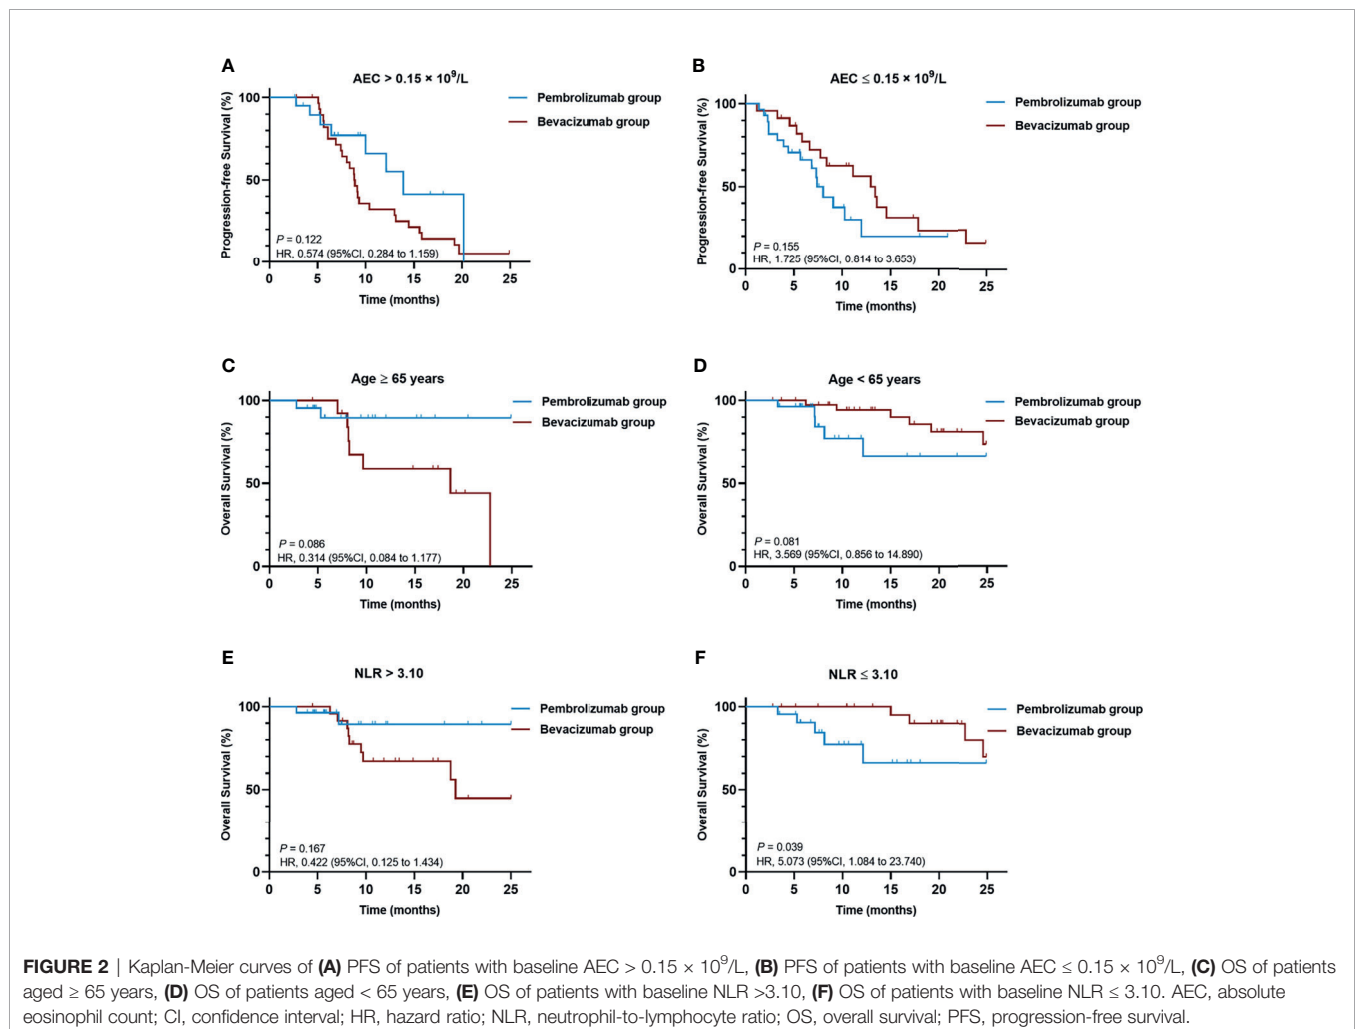 A
AEC > 0.15 × 10⁹/L
Pembrolizumab group
Bevacizumab group
Progression-free Survival (%)
100
50
0
P = 0.122
HR, 0.574 (95%CI, 0.284 to 1.159)
0 5 10 15 20 25
Time (months)
B
AEC ≤ 0.15 × 10⁹/L
Pembrolizumab group
Bevacizumab group
Progression-free Survival (%)
100
50
0
P = 0.155
HR, 1.725 (95%CI, 0.814 to 3.653)
0 5 10 15 20 25
Time (months)
C
Age ≥ 65 years
Pembrolizumab group
Bevacizumab group
Overall Survival (%)
100
50
0
P = 0.086
HR, 0.314 (95%CI, 0.084 to 1.177)
0 5 10 15 20 25
Time (months)
D
Age < 65 years
Pembrolizumab group
Bevacizumab group
Overall Survival (%)
100
50
0
P = 0.081
HR, 3.569 (95%CI, 0.856 to 14.890)
0 5 10 15 20 25
Time (months)
E
NLR > 3.10
Pembrolizumab group
Bevacizumab group
Overall Survival (%)
100
50
0
P = 0.167
HR, 0.422 (95%CI, 0.125 to 1.434)
0 5 10 15 20 25
Time (months)
F
NLR ≤ 3.10
Pembrolizumab group
Bevacizumab group
Overall Survival (%)
100
50
0
P = 0.039
HR, 5.073 (95%CI, 1.084 to 23.740)
0 5 10 15 20 25
Time (months)
FIGURE 2 | Kaplan-Meier curves of (A) PFS of patients with baseline AEC > 0.15 × 10⁹/L, (B) PFS of patients with baseline AEC ≤ 0.15 × 10⁹/L, (C) OS of patients
aged ≥ 65 years, (D) OS of patients aged < 65 years, (E) OS of patients with baseline NLR >3.10, (F) OS of patients with baseline NLR ≤ 3.10. AEC, absolute
eosinophil count; CI, confidence interval; HR, hazard ratio; NLR, neutrophil-to-lymphocyte ratio; OS, overall survival; PFS, progression-free survival.